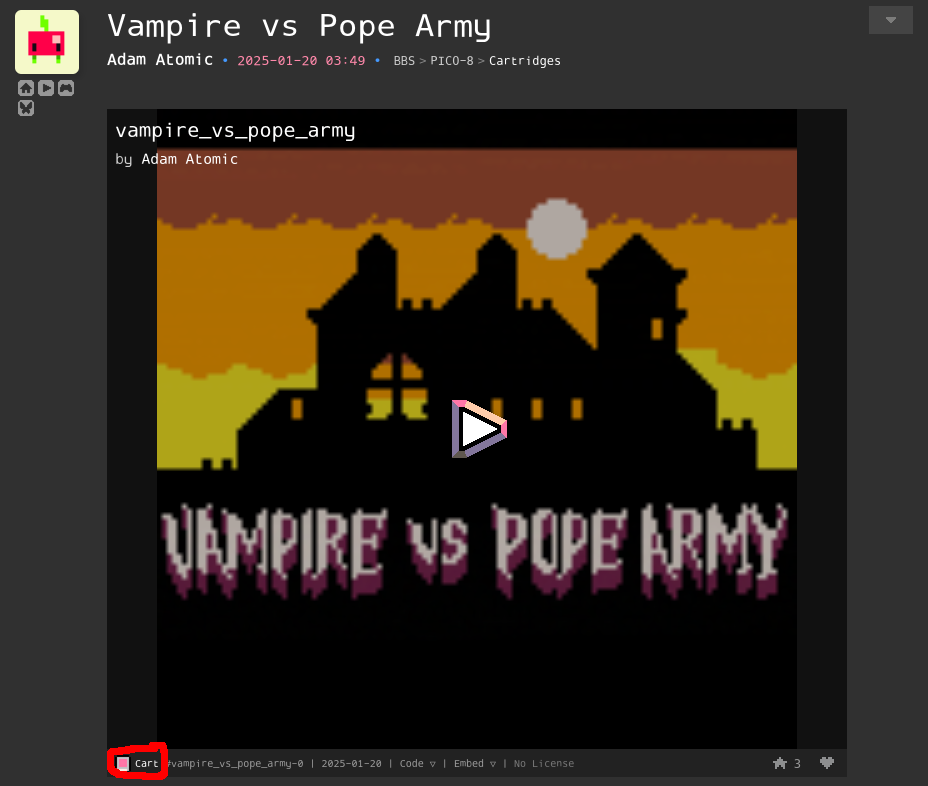 Vampire vs Pope Army
Adam Atomic • 2025-01-20 03:49 • BBS > PICO-8 > Cartridges
vampire_vs_pope_army
by Adam Atomic
VAMPIRE VS POPE ARMY
Cart #vampire_vs_pope_army-0 | 2025-01-20 | Code ▽ | Embed ▽ | No License
3